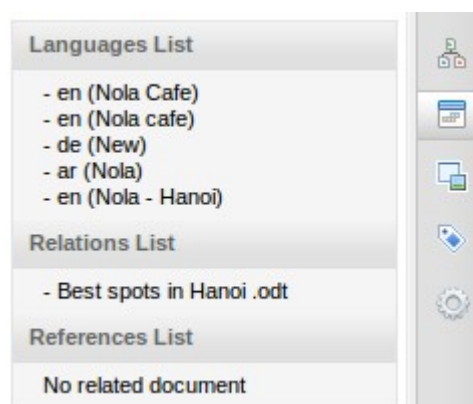 Languages List
- en (Nola Cafe)
- en (Nola cafe)
- de (New)
- ar (Nola)
- en (Nola - Hanoi)
Relations List
- Best spots in Hanoi .odt
References List
No related document